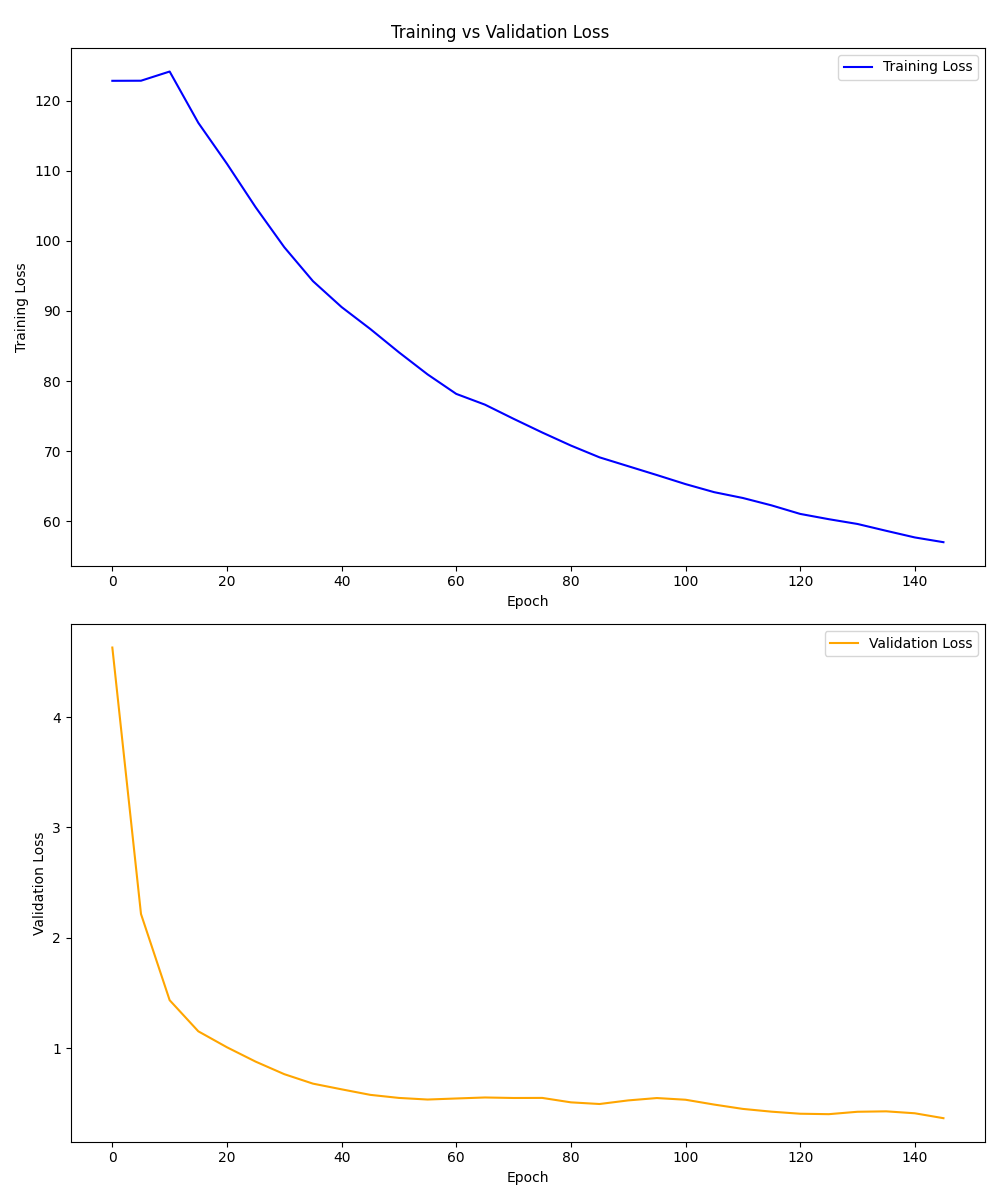 Training vs Validation Loss
Training Loss
120
110
100
90
80
70
60
Training Loss
0 20 40 60 80 100 120 140
Epoch
Validation Loss
4
3
2
1
Validation Loss
0 20 40 60 80 100 120 140
Epoch